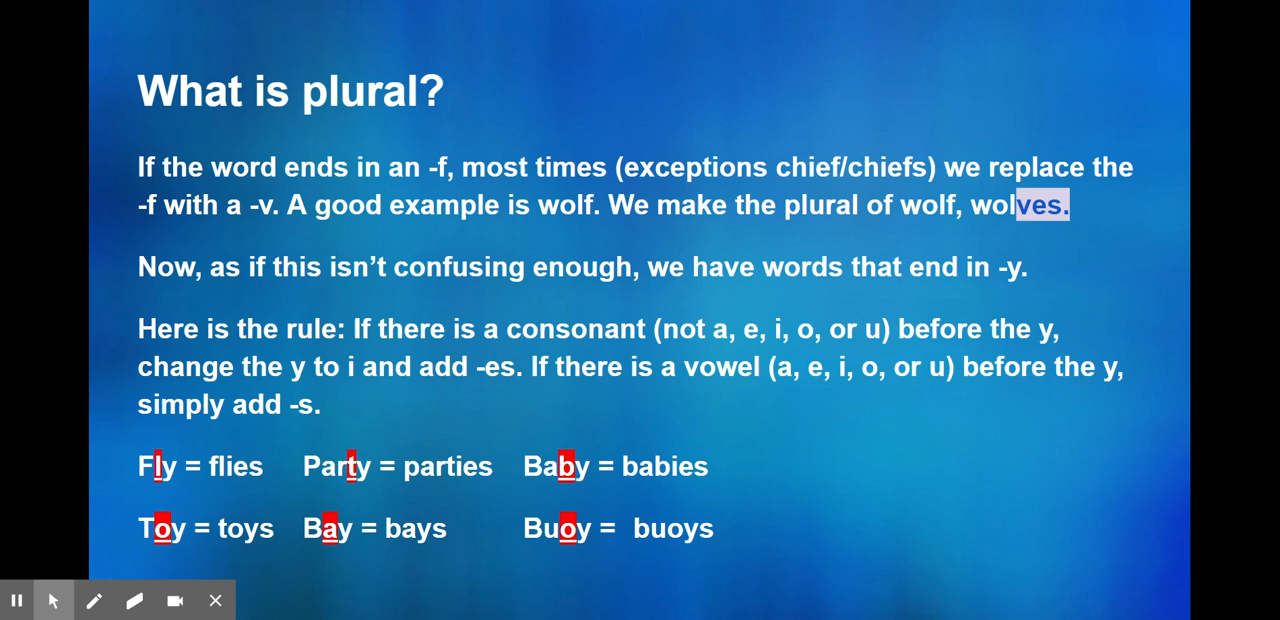 What is plural?
If the word ends in an -f, most times (exceptions chief/chiefs) we replace the
-f with a -v. A good example is wolf. We make the plural of wolf, wolves.
Now, as if this isn’t confusing enough, we have words that end in -y.
Here is the rule: If there is a consonant (not a, e, i, o, or u) before the y,
change the y to i and add -es. If there is a vowel (a, e, i, o, or u) before the y,
simply add -s.
Fly = flies Party = parties Baby = babies
Toy = toys Bay = bays Buoy = buoys